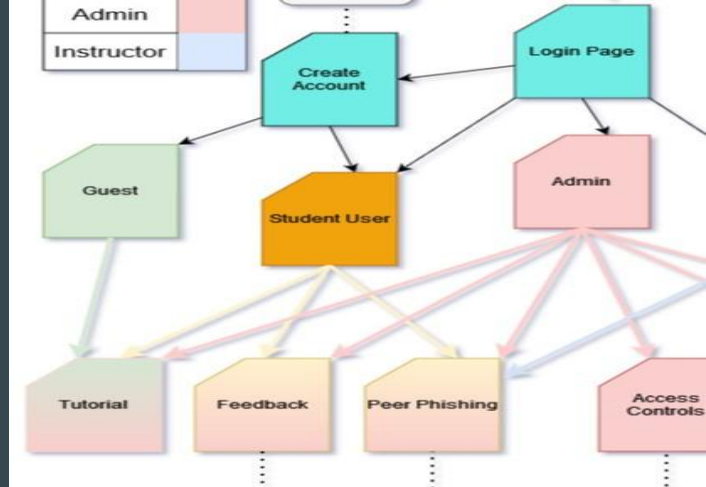 Admin
Instructor
Create
Account
Login Page
Guest
Student User
Admin
Tutorial
Feedback
Peer Phishing
Access
Controls